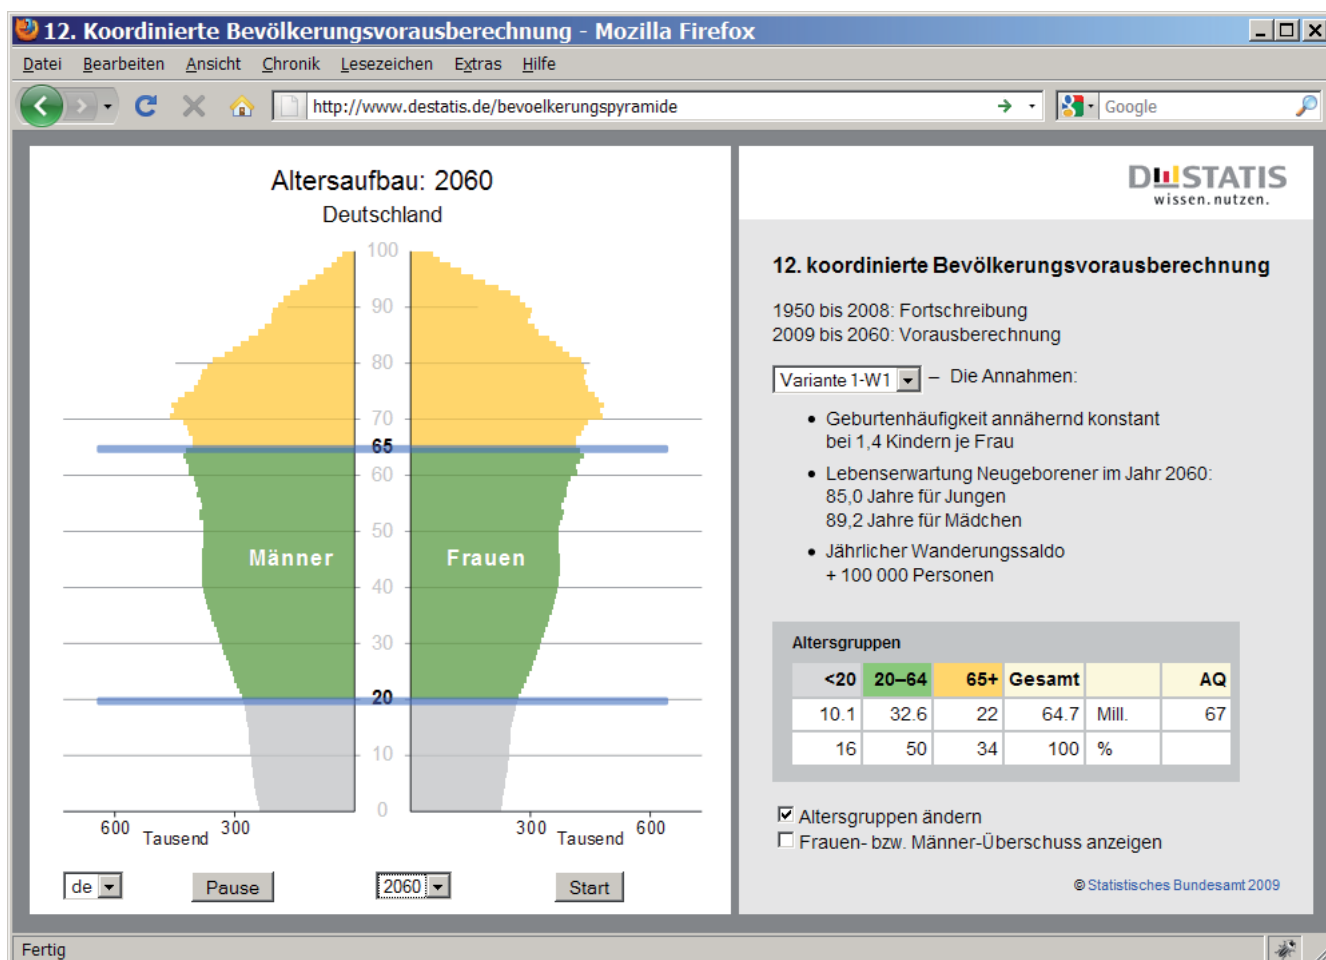 12. Koordinierte Bevölkerungsvorausberechnung - Mozilla Firefox
Datei Bearbeiten Ansicht Chronik Lesezeichen Extras Hilfe
http://www.destatis.de/bevoelkerungspyramide
Google
Altersaufbau: 2060
Deutschland
100
90
80
70
65
60
50
Männer
Frauen
40
30
20
10
0
600 300 300 600
Tausend Tausend
de Pause 2060 Start
DESTATIS
wissen.nutzen.
12. koordinierte Bevölkerungsvorausberechnung
1950 bis 2008: Fortschreibung
2009 bis 2060: Vorausberechnung
Variante 1-W1 – Die Annahmen:
• Geburtenhäufigkeit annähernd konstant
bei 1,4 Kindern je Frau
• Lebenserwartung Neugeborener im Jahr 2060:
85,0 Jahre für Jungen
89,2 Jahre für Mädchen
• Jährlicher Wanderungssaldo
+ 100 000 Personen
Altersgruppen
<20 20–64 65+ Gesamt AQ
10.1 32.6 22 64.7 Mill. 67
16 50 34 100 %
Altersgruppen ändern
Frauen- bzw. Männer-Überschuss anzeigen
© Statistisches Bundesamt 2009
Fertig